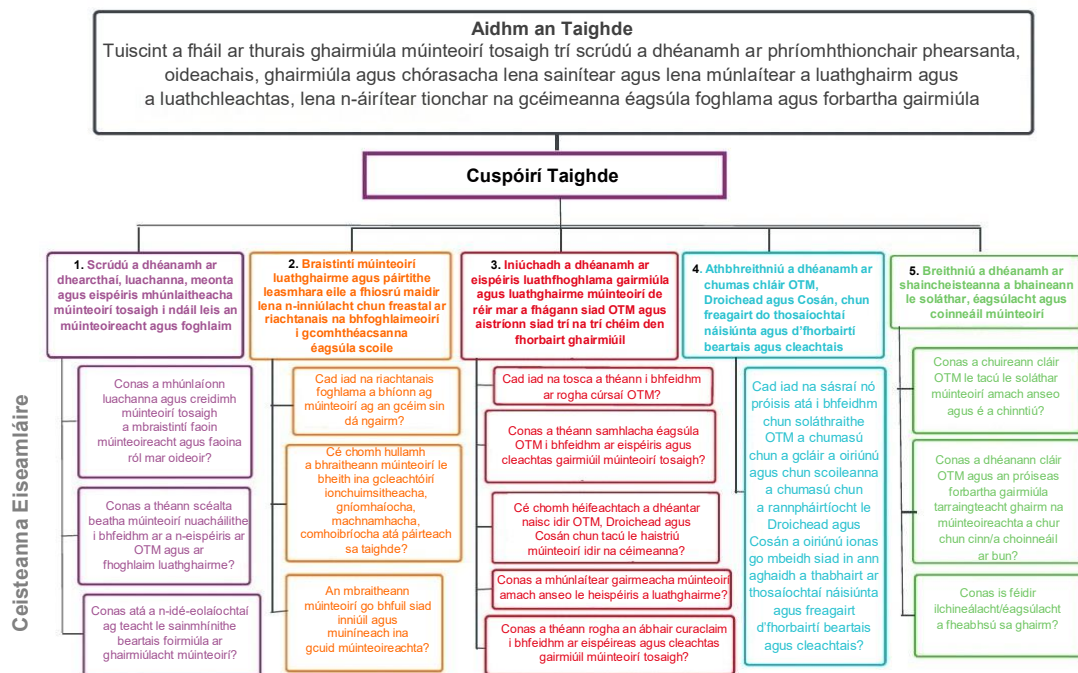 Aidhm an Taighde
Tuiscint a fháil ar thurais ghairmiúla múinteoirí tosaigh trí scrúdú a dhéanamh ar phríomhthionchair phearsanta,
oideachais, ghairmiúla agus chórasacha lena sainítear agus lena múnlaítear a luathghairm agus
a luathchleachtas, lena n-áirítear tionchar na gcéimeanna éagsúla foghlama agus forbartha gairmiúla
Cuspóirí Taighde
1. Scrúdú a dhéanamh ar
dhearcthaí, luachanna, meonta
agus eispéiris mhúnlaitheacha
múinteoirí tosaigh i ndáil leis an
múinteoireacht agus foghlaim
Conas a mhúnlaíonn
luachanna agus creidimh
múinteoirí tosaigh
a mbraistintí faoin
múinteoireacht agus faoina
ról mar oideoir?
Conas a théann scéalta
beatha múinteoirí nuacháilithe
i bhfeidhm ar a n-eispéiris ar
OTM agus ar
fhoghlaim luathghairme?
Conas atá a n-idé-eolaíochtaí
ag teacht le sainmhínithe
beartais foirmiúla ar
ghairmiúlacht múinteoirí?
2. Braistintí múinteoirí
luathghairme agus páirtithe
leasmhara eile a fhiosrú maidir
lena n-inniúlacht chun freastal ar
riachtanais na bhfoghlaimeoirí
i gcomhthéacsanna
éagsúla scoile
Cad iad na riachtanais
foghlama a bhíonn ag
múinteoirí ag an gcéim sin
dá ngairm?
Cé chomh hullamh
a bhraitheann múinteoirí le
bheith ina gcleachtóirí
ionchuimsitheacha,
gníomhaíocha,
machnamhacha,
comhoibríocha atá páirteach
sa taighde?
An mbraitheann
múinteoirí go bhfuil siad
inniúil agus
muiníneach ina
gcuid múinteoireachta?
3. Iniúchadh a dhéanamh ar
eispéiris luathfhoghlama gairmiúla
agus luathghairme múinteoirí de
réir mar a fhágann siad OTM agus
aistríonn siad trí na trí chéim den
fhorbairt ghairmiúil
Cad iad na tosca a théann i bhfeidhm
ar rogha cúrsaí OTM?
Conas a théann samhlacha éagsúla
OTM i bhfeidhm ar eispéiris agus
cleachtas gairmiúil múinteoirí tosaigh?
Cé chomh héifeachtach a dhéantar
naisc idir OTM, Droichead agus
Cosán chun tacú le haistriú
múinteoirí idir na céimeanna?
Conas a mhúnlaítear gairmeacha múinteoirí
amach anseo le heispéiris a luathghairme?
Conas a théann rogha an ábhair curaclaim i
bhfeidhm ar eispéireas agus cleachtas
gairmiúil múinteoirí tosaigh?
4. Athbhreithniú a dhéanamh ar
chumas chláir OTM,
Droichead agus Cosán, chun
freagairt do thosaíochtaí
náisiúnta agus d'fhorbairtí
beartais agus cleachtais
Cad iad na sásraí nó
próisis atá i bhfeidhm
chun soláthraithe
OTM a chumasú
chun a gcláir a oiriúnú
agus chun scoileanna
a chumasú chun
a rannpháirtíocht le
Droichead agus
Cosán a oiriúnú ionas
go mbeidh siad in ann
aghaidh a thabhairt ar
thosaíochtaí náisiúnta
agus freagairt
d'fhorbairtí beartais
agus cleachtais?
5. Breithniú a dhéanamh ar
shaincheisteanna a bhaineann
le soláthar, éagsúlacht agus
coinneáil múinteoirí
Conas a chuireann cláir
OTM le tacú le soláthar
múinteoirí amach anseo
agus é a chinntiú?
Conas a dhéanann cláir
OTM agus an próiseas
forbartha gairmiúla
tarraingteacht ghairm na
múinteoireachta a chur
chun cinn/a choinneáil
ar bun?
Conas is féidir
ilchineálacht/éagsúlacht
a fheabhsú sa ghairm?
Ceisteanna Eiseamláire